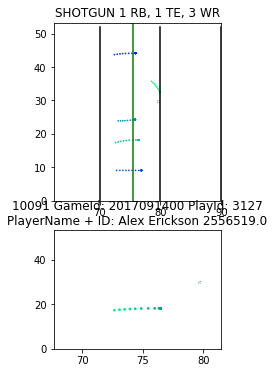 SHOTGUN 1 RB, 1 TE, 3 WR
50
40
30
20
10
0
70 80 90
10091 GameId: 2017091400 PlayId: 3127
PlayerName + ID: Alex Erickson 2556519.0
40
20
0
70 75 80